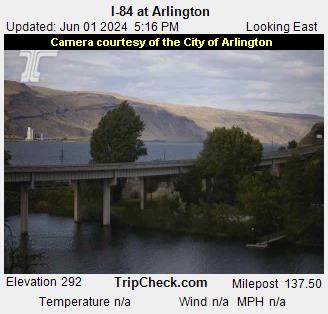 I-84 at Arlington
Updated: Jun 01 2024 5:16 PM Looking East
Camera courtesy of the City of Arlington
Elevation 292 TripCheck.com Milepost 137.50
Temperature n/a Wind n/a MPH n/a